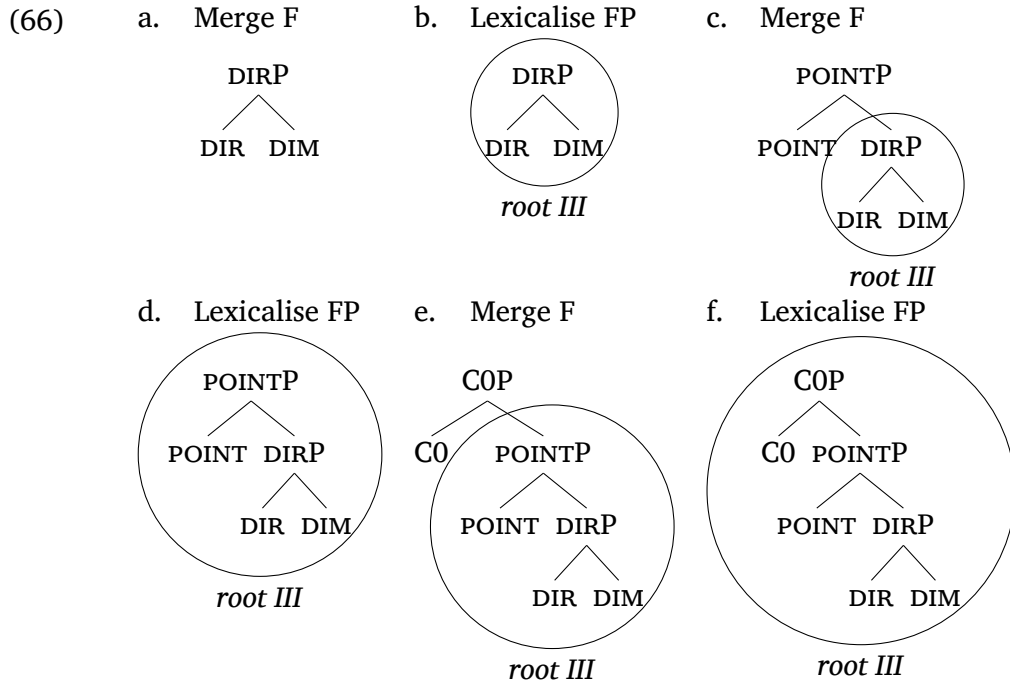 (66) a. Merge F b. Lexicalise FP c. Merge F
DIRP DIRP POINTP
DIR DIM DIR DIM POINT DIRP
root III DIR DIM
root III
d. Lexicalise FP e. Merge F f. Lexicalise FP
POINTP C0P C0P
POINT DIRP C0 POINTP C0 POINTP
DIR DIM POINT DIRP POINT DIRP
root III DIR DIM DIR DIM
root III root III